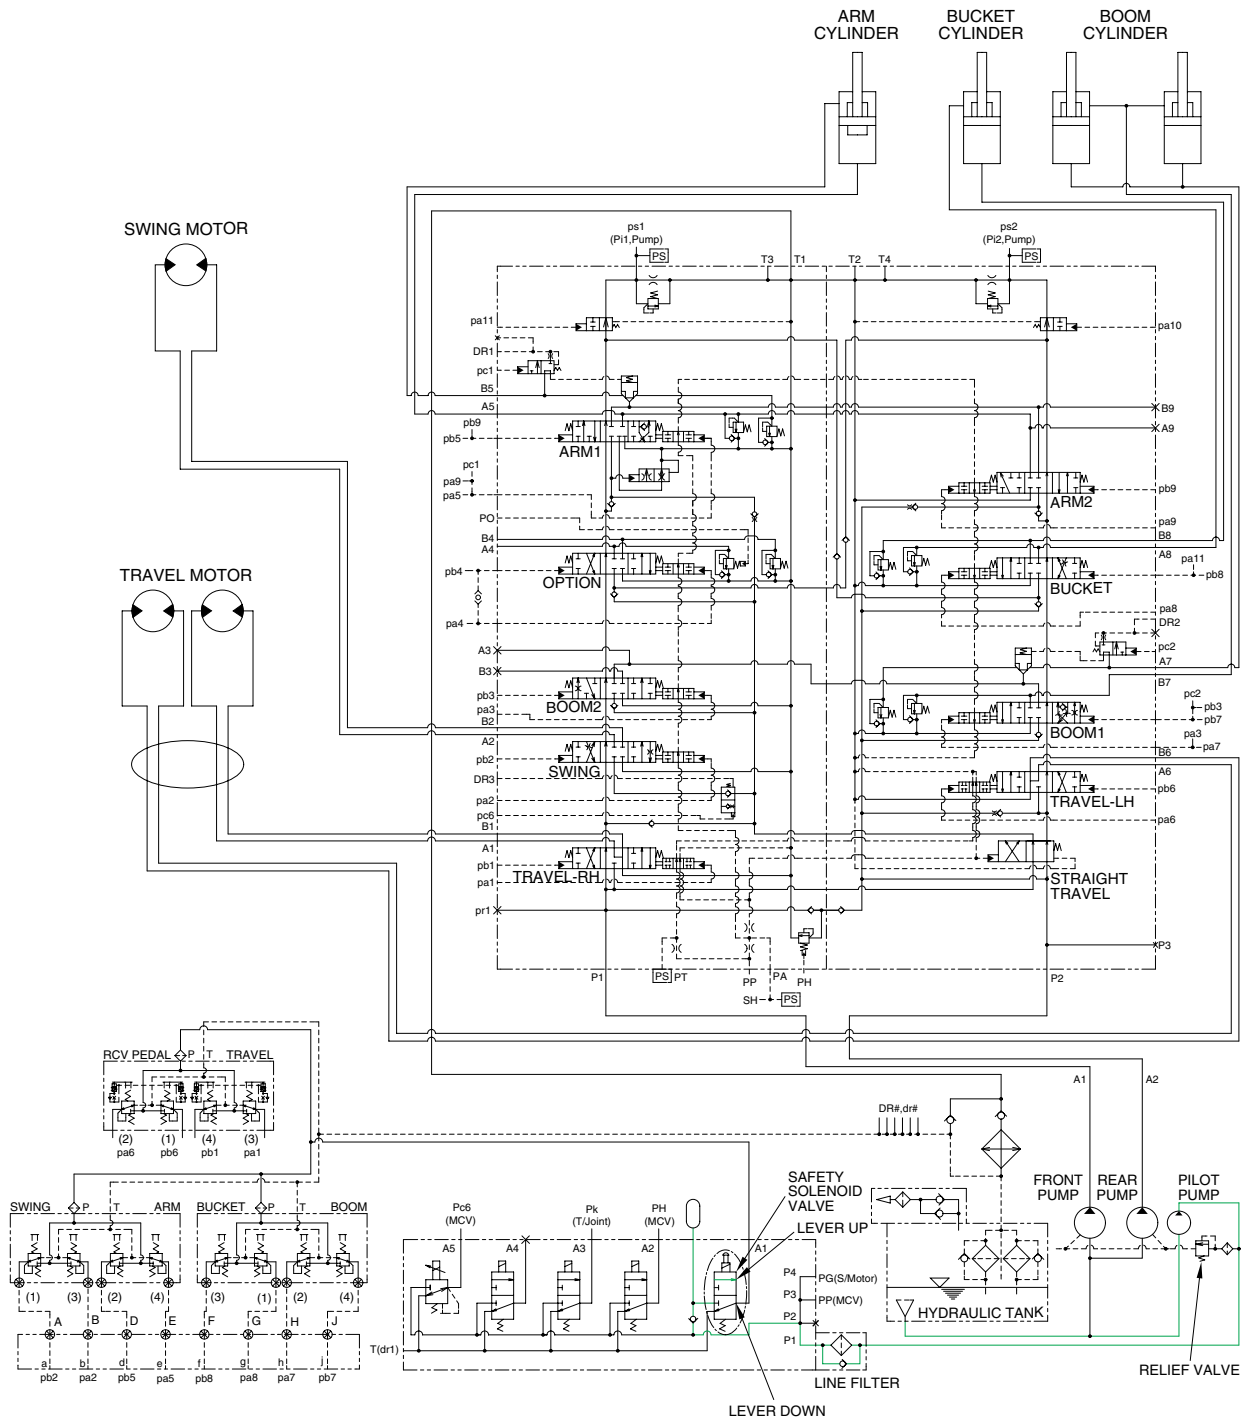 ARM
CYLINDER
BUCKET
CYLINDER
BOOM
CYLINDER
SWING MOTOR
TRAVEL MOTOR
ps1
(Pi1,Pump)
PS
ps2
(Pi2,Pump)
PS
T3
T1
T2
T4
pa11
pa10
DR1
pc1
B5
A5
B9
A9
pb9
pb5
ARM1
pc1
pa9
pa5
pb9
ARM2
pa9
PO
B4
A4
B8
A8
pb4
OPTION
pa11
pb8
BUCKET
pa4
pa8
DR2
pc2
A3
B3
A7
B7
pb3
BOOM2
pa3
B2
pc2
pb3
pb7
BOOM1
pa3
pa7
A2
pb2
SWING
B6
A6
DR3
pa2
pc6
B1
pb6
TRAVEL-LH
pa6
A1
pb1
TRAVEL-RH
pa1
STRAIGHT
TRAVEL
pr1
P3
P1
PS
PT
PP
PA
PH
P2
SH
PS
RCV PEDAL
P
T
TRAVEL
(2)
(1)
(4)
(3)
pa6
pb6
pb1
pa1
A1
A2
DR#,dr#
SWING
P
T
ARM
BUCKET
P
T
BOOM
(1)
(3)
(2)
(4)
(3)
(1)
(2)
(4)
A
B
D
E
F
G
H
J
a
b
d
e
f
g
h
j
pb2
pa2
pb5
pa5
pb8
pa8
pa7
pb7
Pc6
(MCV)
Pk
(T/Joint)
PH
(MCV)
SAFETY
SOLENOID
VALVE
LEVER UP
A5
A4
A3
A2
A1
P4
PG(S/Motor)
P3
PP(MCV)
P2
P1
T(dr1)
LINE FILTER
LEVER DOWN
HYDRAULIC TANK
FRONT
PUMP
REAR
PUMP
PILOT
PUMP
RELIEF VALVE